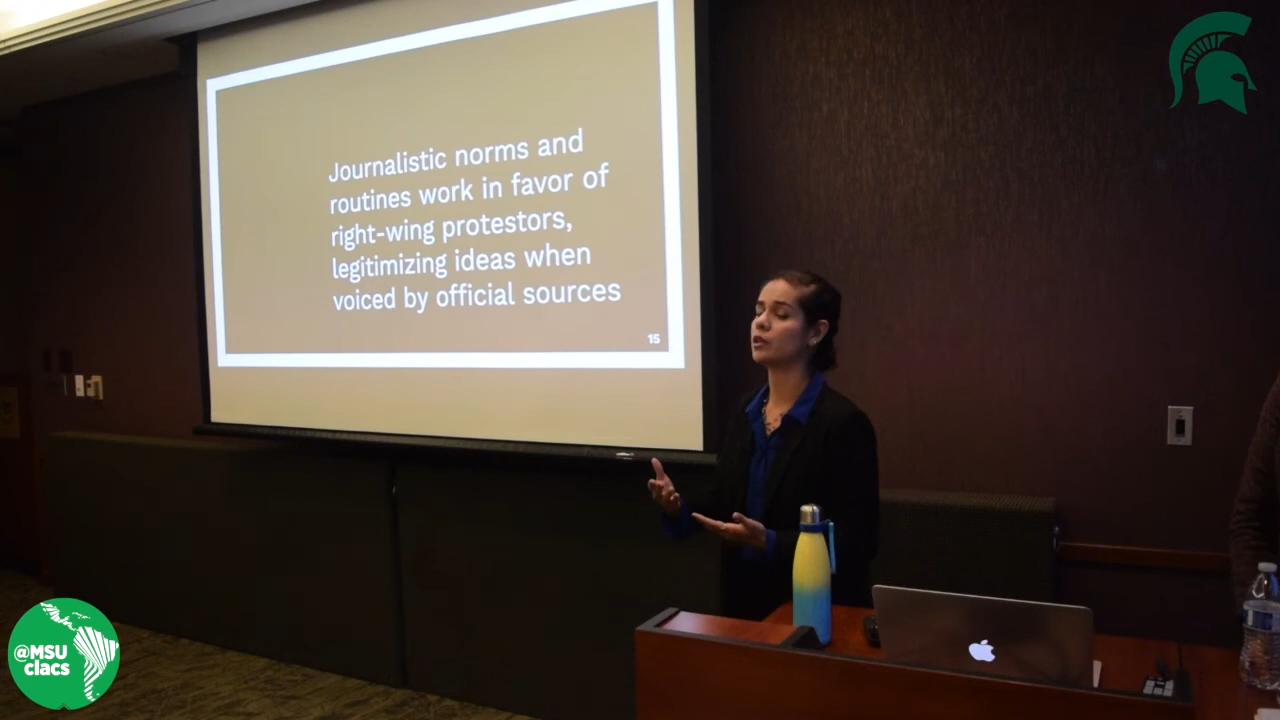 Journalistic norms and
routines work in favor of
right-wing protestors,
legitimizing ideas when
voiced by official sources
15
@MSU
clacs